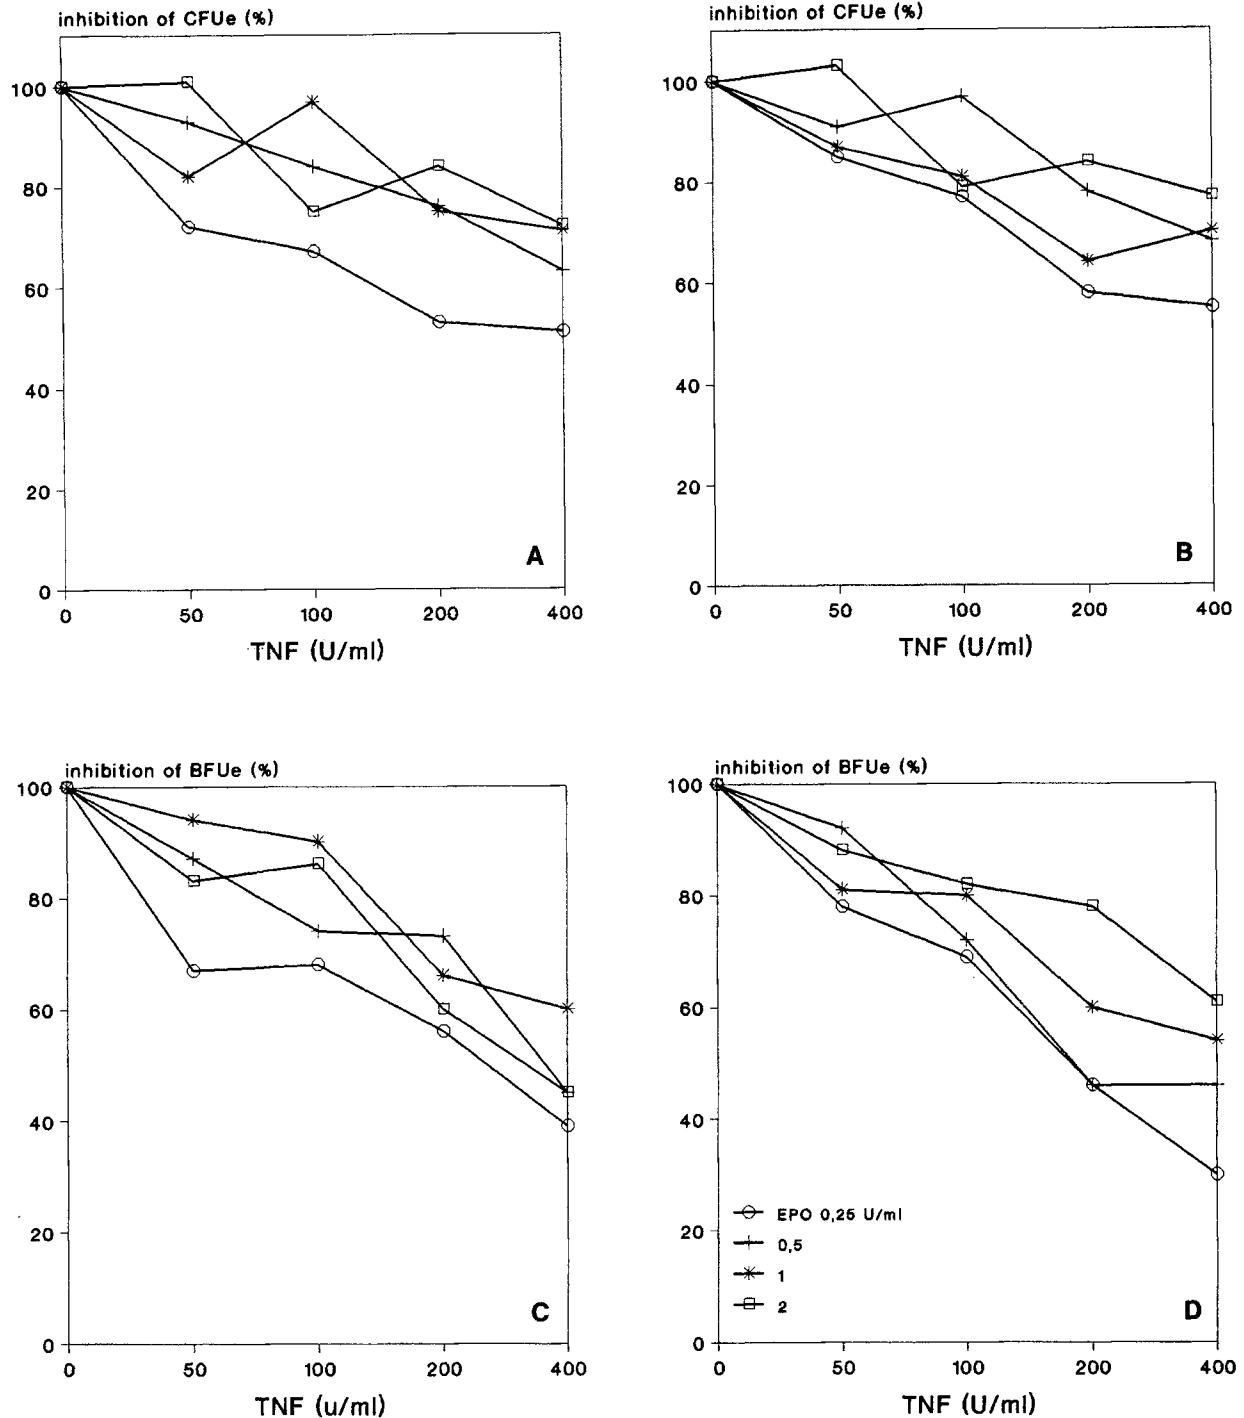 inhibition of CFUe (%)
100
80
60
40
20
0
0 50 100 200 400
TNF (U/ml)
A
inhibition of CFUe (%)
100
80
60
40
20
0
0 50 100 200 400
TNF (U/ml)
B
inhibition of BFUe (%)
100
80
60
40
20
0
0 50 100 200 400
TNF (u/ml)
C
inhibition of BFUe (%)
100
80
60
40
20
0
0 50 100 200 400
TNF (U/ml)
EPO 0,25 U/ml
0,5
1
2
D